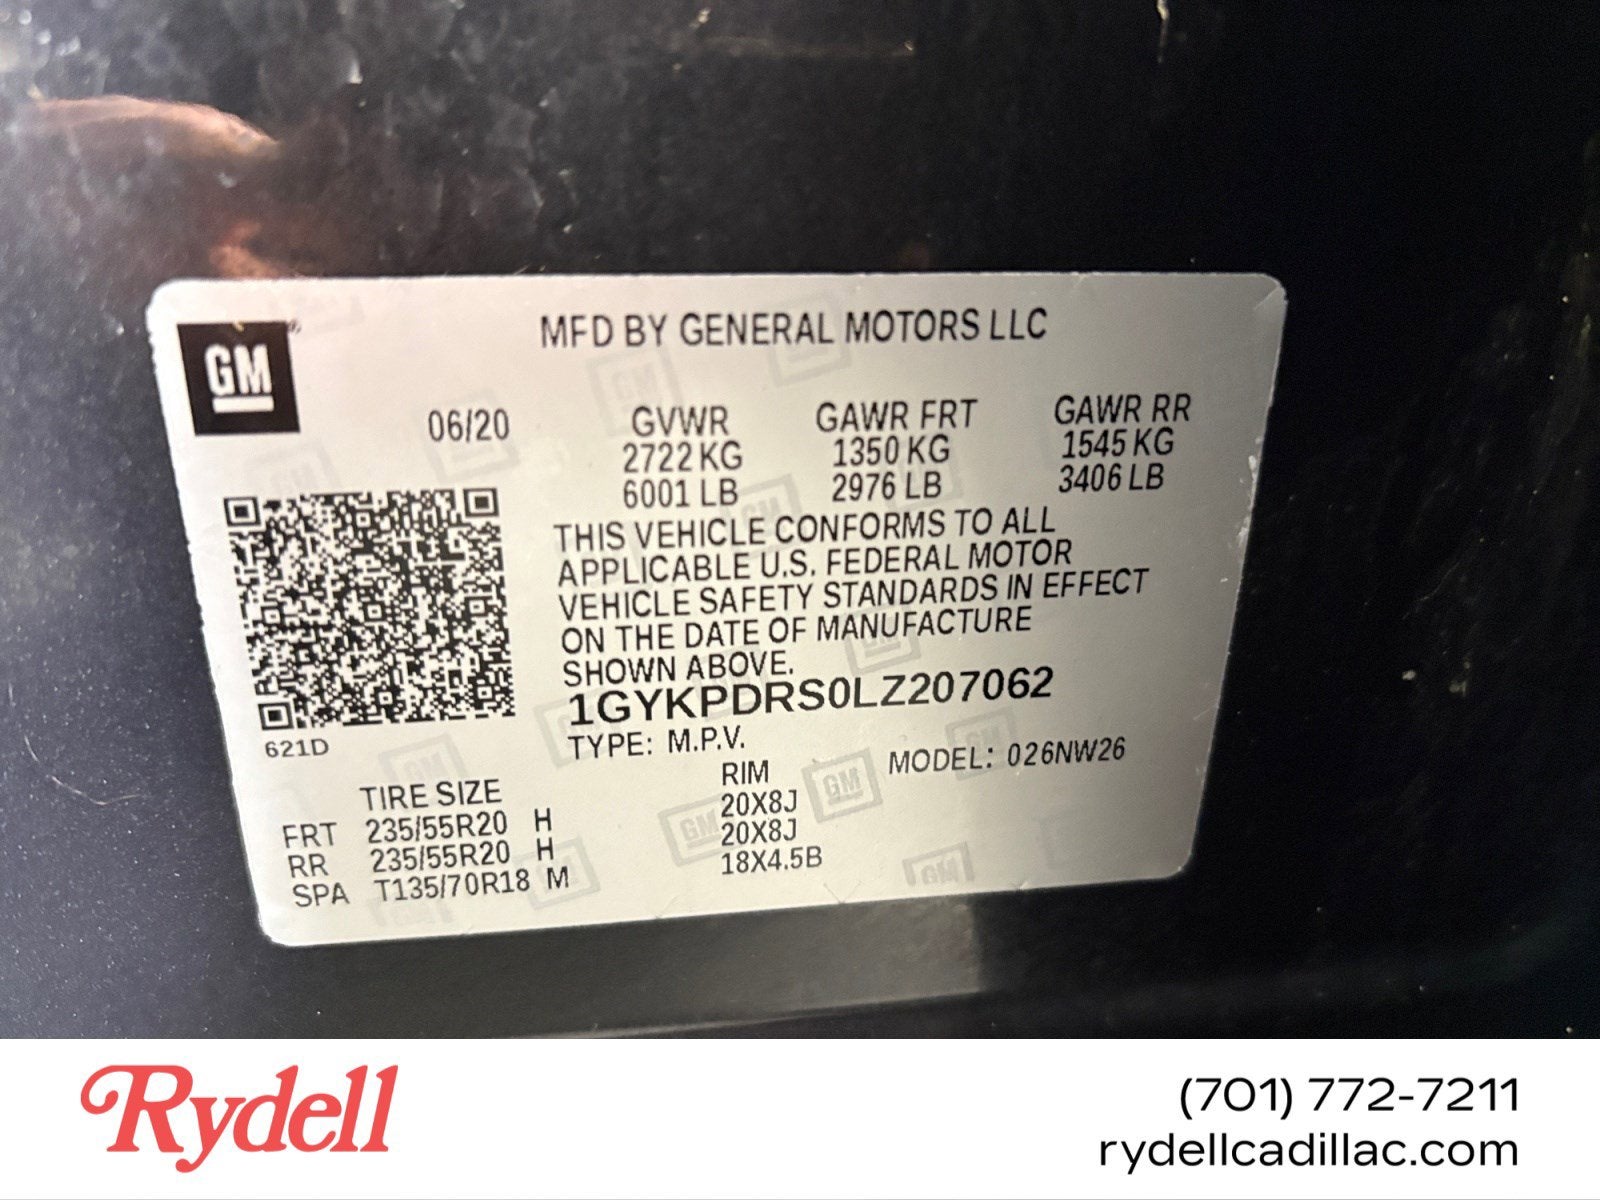 GM
MFD BY GENERAL MOTORS LLC
06/20
GVWR GAWR FRT GAWR RR
2722 KG 1350 KG 1545 KG
6001 LB 2976 LB 3406 LB
THIS VEHICLE CONFORMS TO ALL
APPLICABLE U.S. FEDERAL MOTOR
VEHICLE SAFETY STANDARDS IN EFFECT
ON THE DATE OF MANUFACTURE
SHOWN ABOVE.
1GYKPDRS0LZ207062
TYPE: M.P.V. MODEL: 026NW26
621D
TIRE SIZE RIM
FRT 235/55R20 H 20X8J
RR 235/55R20 H 20X8J
SPA T135/70R18 M 18X4.5B
Rydell
(701) 772-7211
rydellcadillac.com